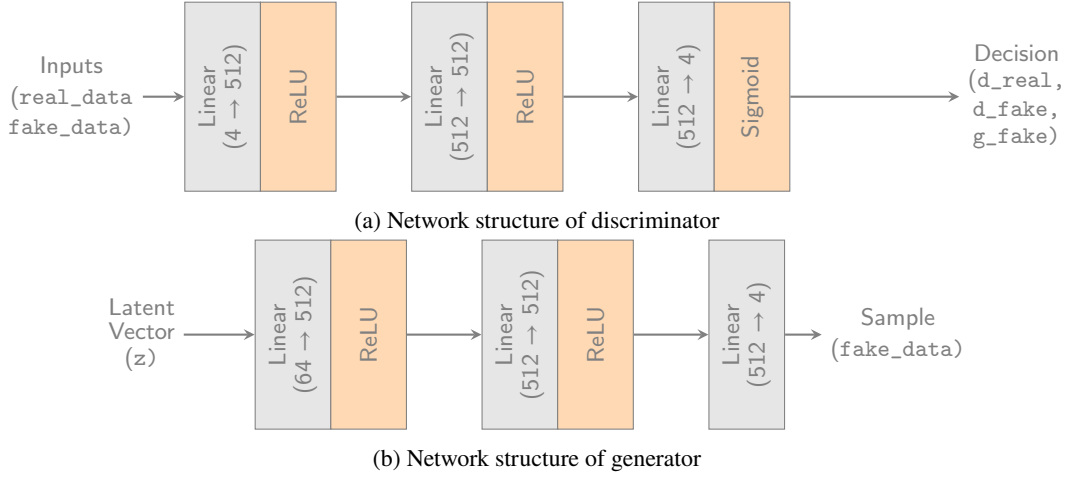 Inputs
(real_data
fake_data)
Linear
(4 → 512)
ReLU
Linear
(512 → 512)
ReLU
Linear
(512 → 4)
Sigmoid
Decision
(d_real,
d_fake,
g_fake)
(a) Network structure of discriminator
Latent
Vector
(z)
Linear
(64 → 512)
ReLU
Linear
(512 → 512)
ReLU
Linear
(512 → 4)
Sample
(fake_data)
(b) Network structure of generator